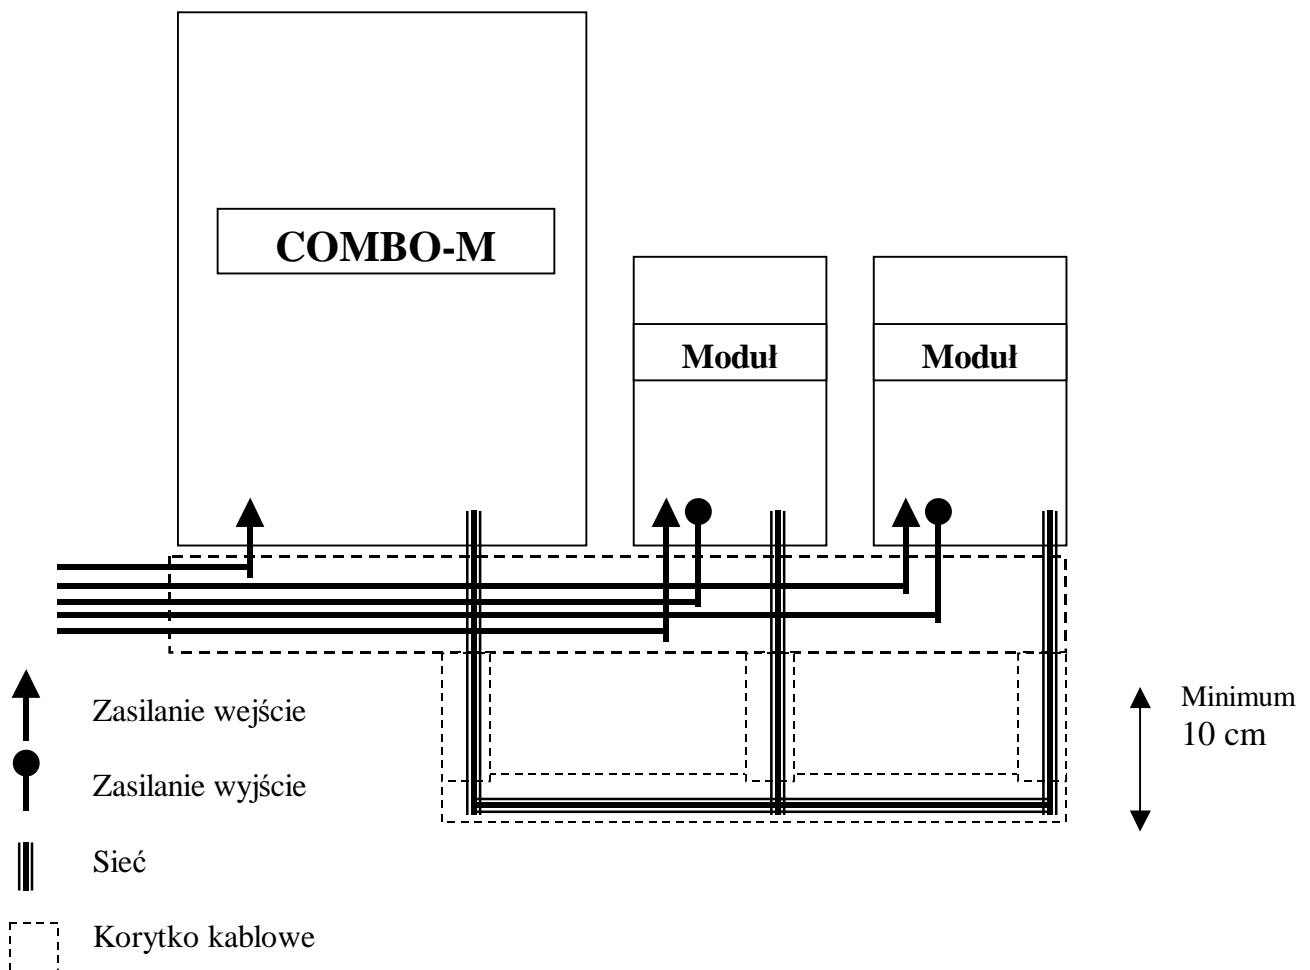 COMBO-M
Moduł
Moduł
Zasilanie wejście
Zasilanie wyjście
Sieć
Korytko kablowe
Minimum
10 cm